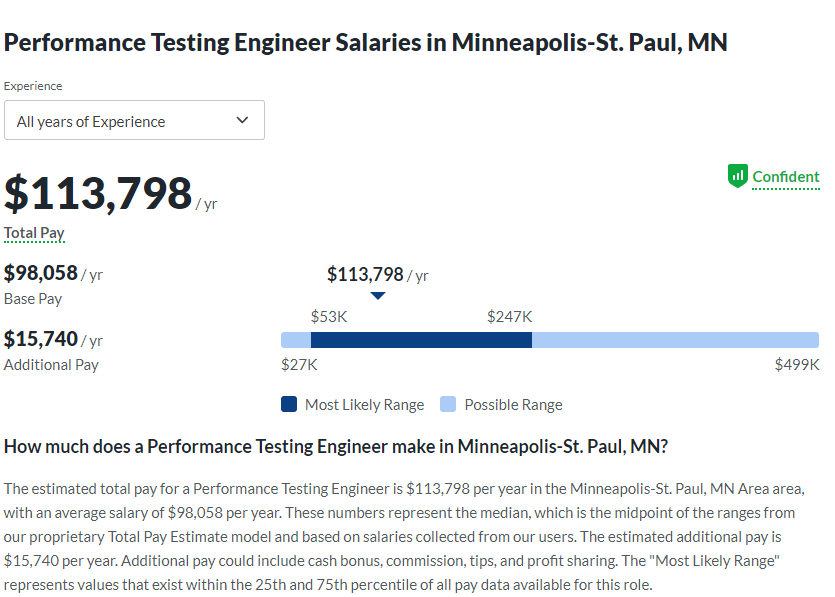 Performance Testing Engineer Salaries in Minneapolis-St. Paul, MN
Experience
All years of Experience
$113,798 / yr
Confident
Total Pay
$98,058 / yr
Base Pay
$15,740 / yr
Additional Pay
$113,798 / yr
$53K
$247K
$27K
$499K
Most Likely Range
Possible Range
How much does a Performance Testing Engineer make in Minneapolis-St. Paul, MN?
The estimated total pay for a Performance Testing Engineer is $113,798 per year in the Minneapolis-St. Paul, MN Area area,
with an average salary of $98,058 per year. These numbers represent the median, which is the midpoint of the ranges from
our proprietary Total Pay Estimate model and based on salaries collected from our users. The estimated additional pay is
$15,740 per year. Additional pay could include cash bonus, commission, tips, and profit sharing. The "Most Likely Range"
represents values that exist within the 25th and 75th percentile of all pay data available for this role.